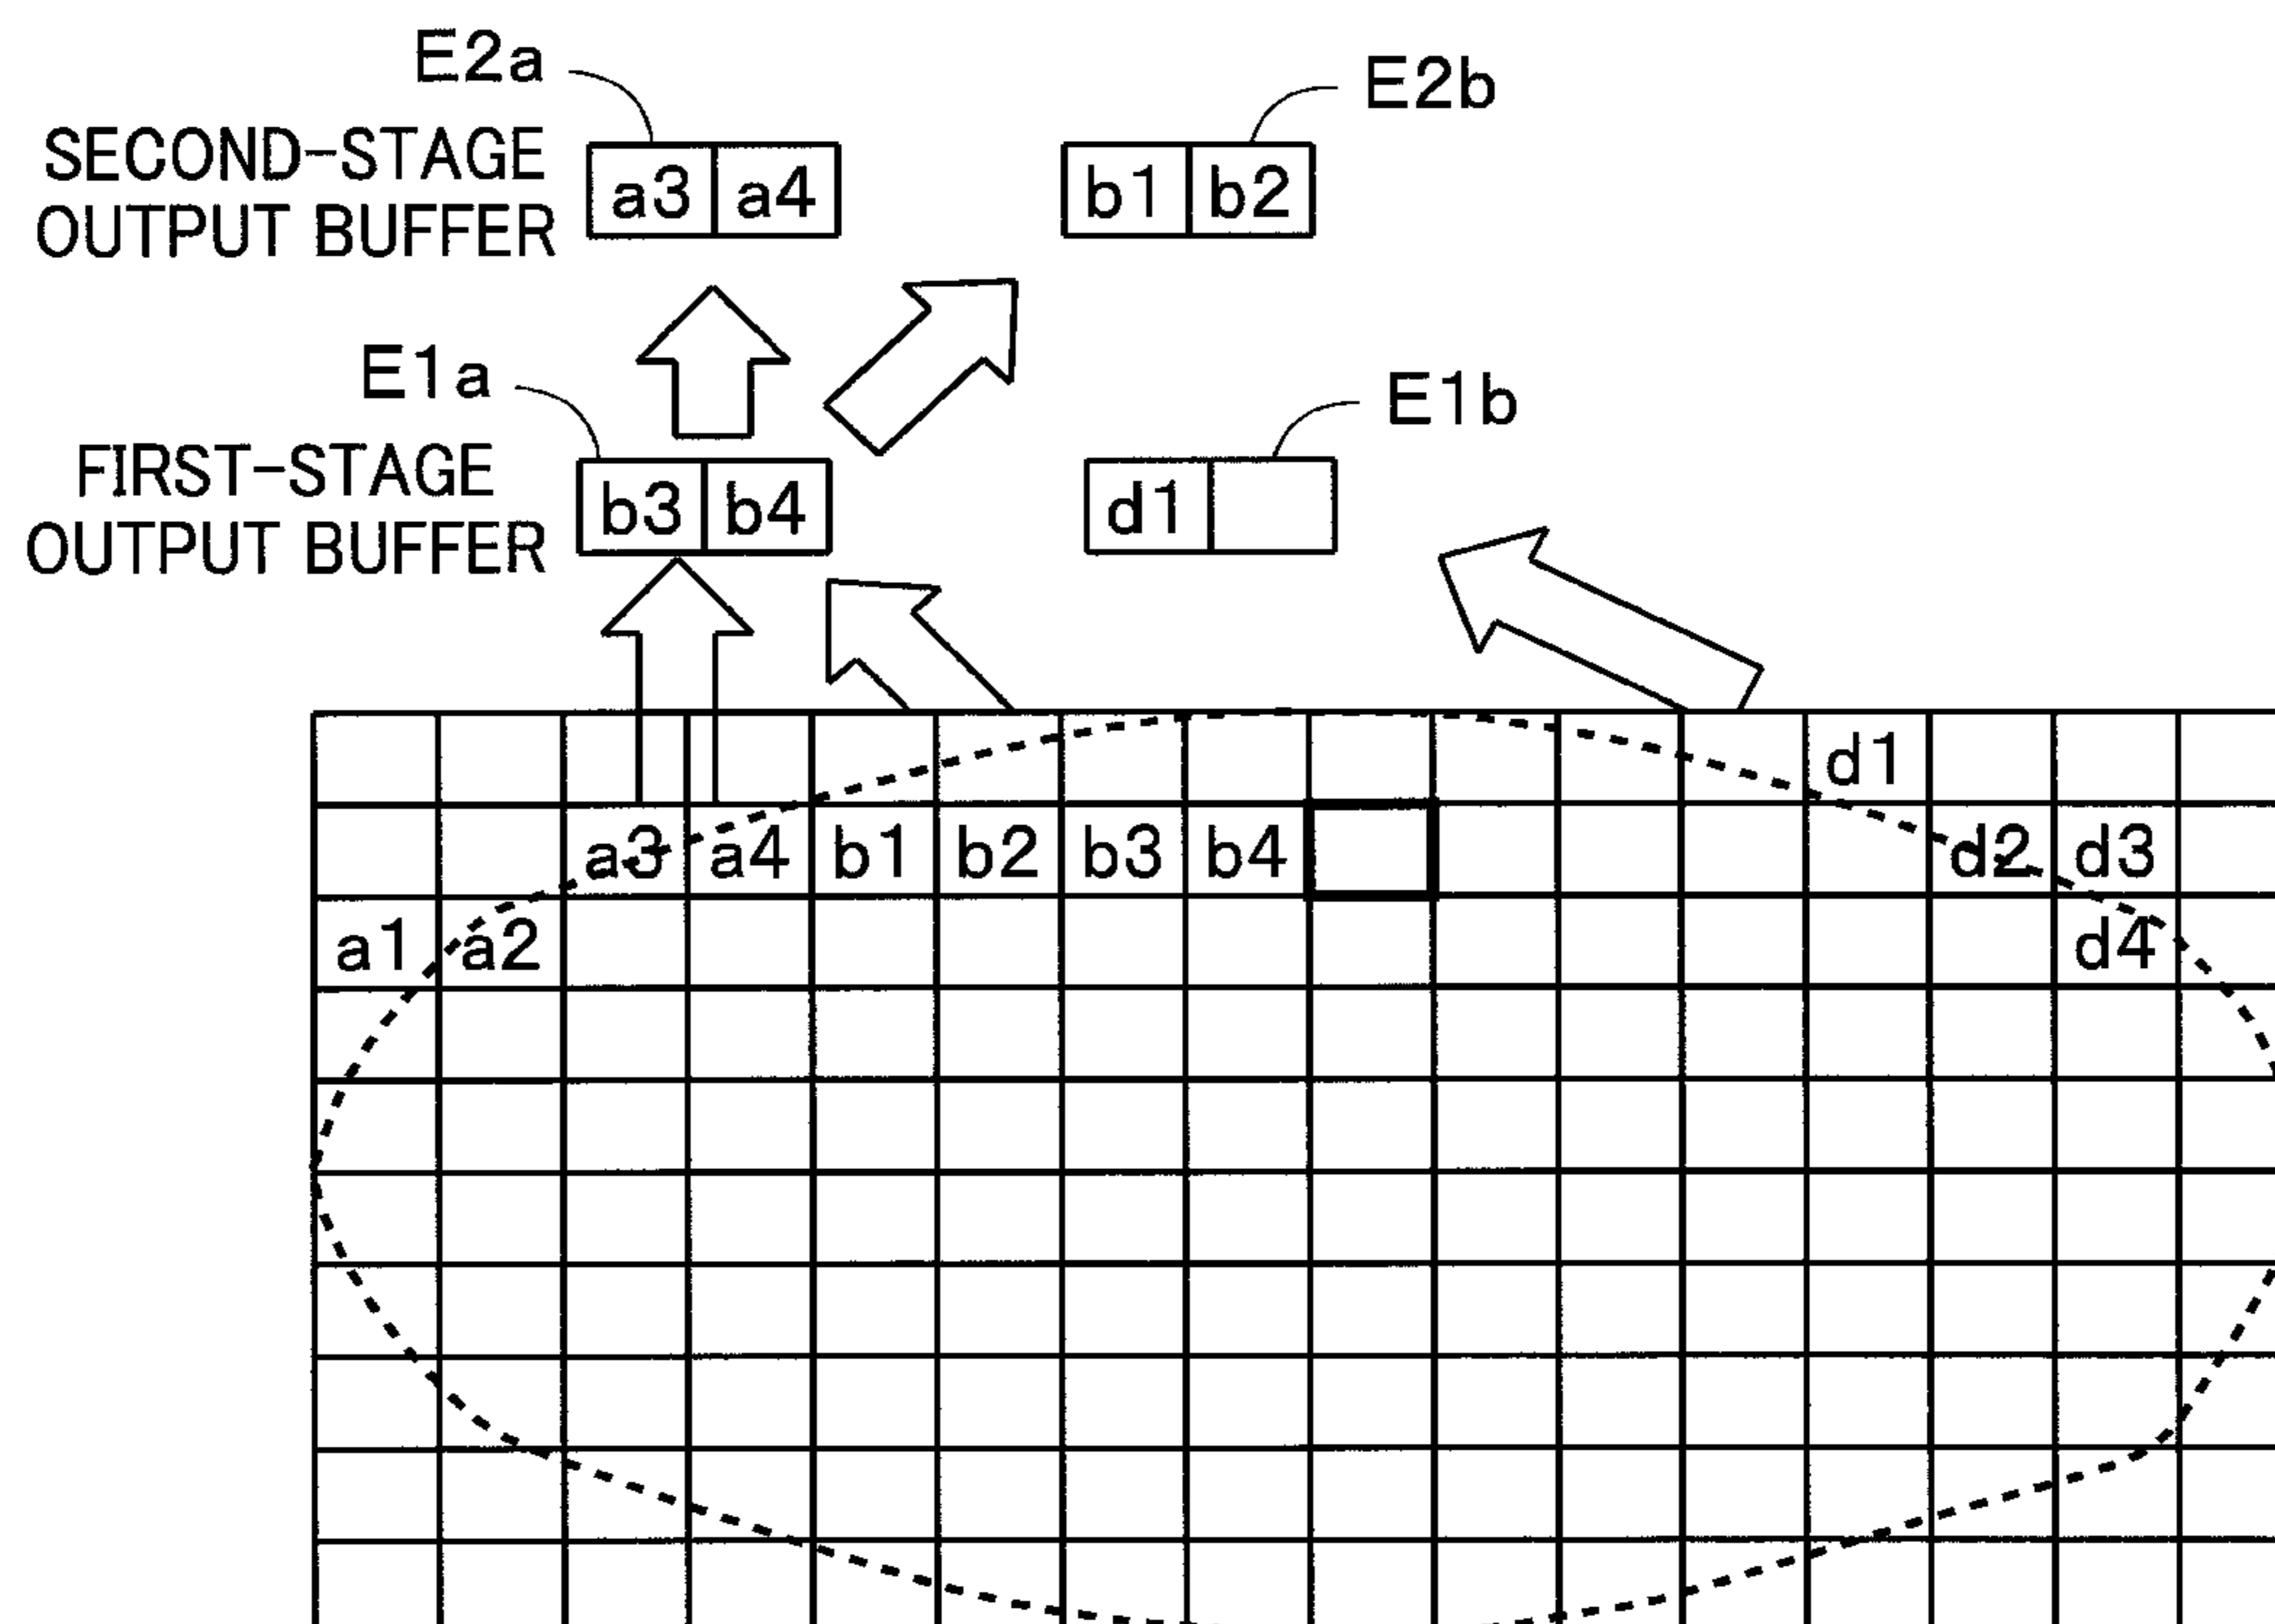 E2a
E2b
SECOND-STAGE
OUTPUT BUFFER
a3 a4
b1 b2
E1a
E1b
FIRST-STAGE
OUTPUT BUFFER
b3 b4
d1
d1
a3 a4 b1 b2 b3 b4 d2 d3
a1 a2 d4